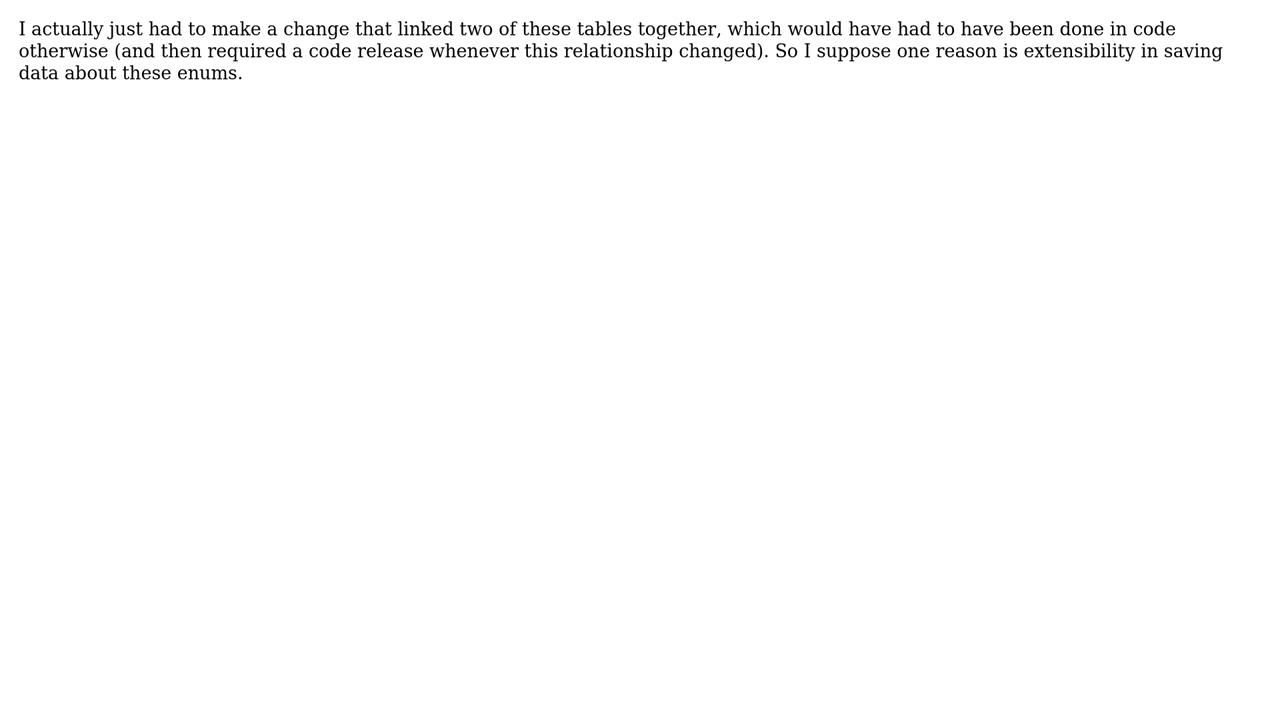 I actually just had to make a change that linked two of these tables together, which would have had to have been done in code
otherwise (and then required a code release whenever this relationship changed). So I suppose one reason is extensibility in saving
data about these enums.